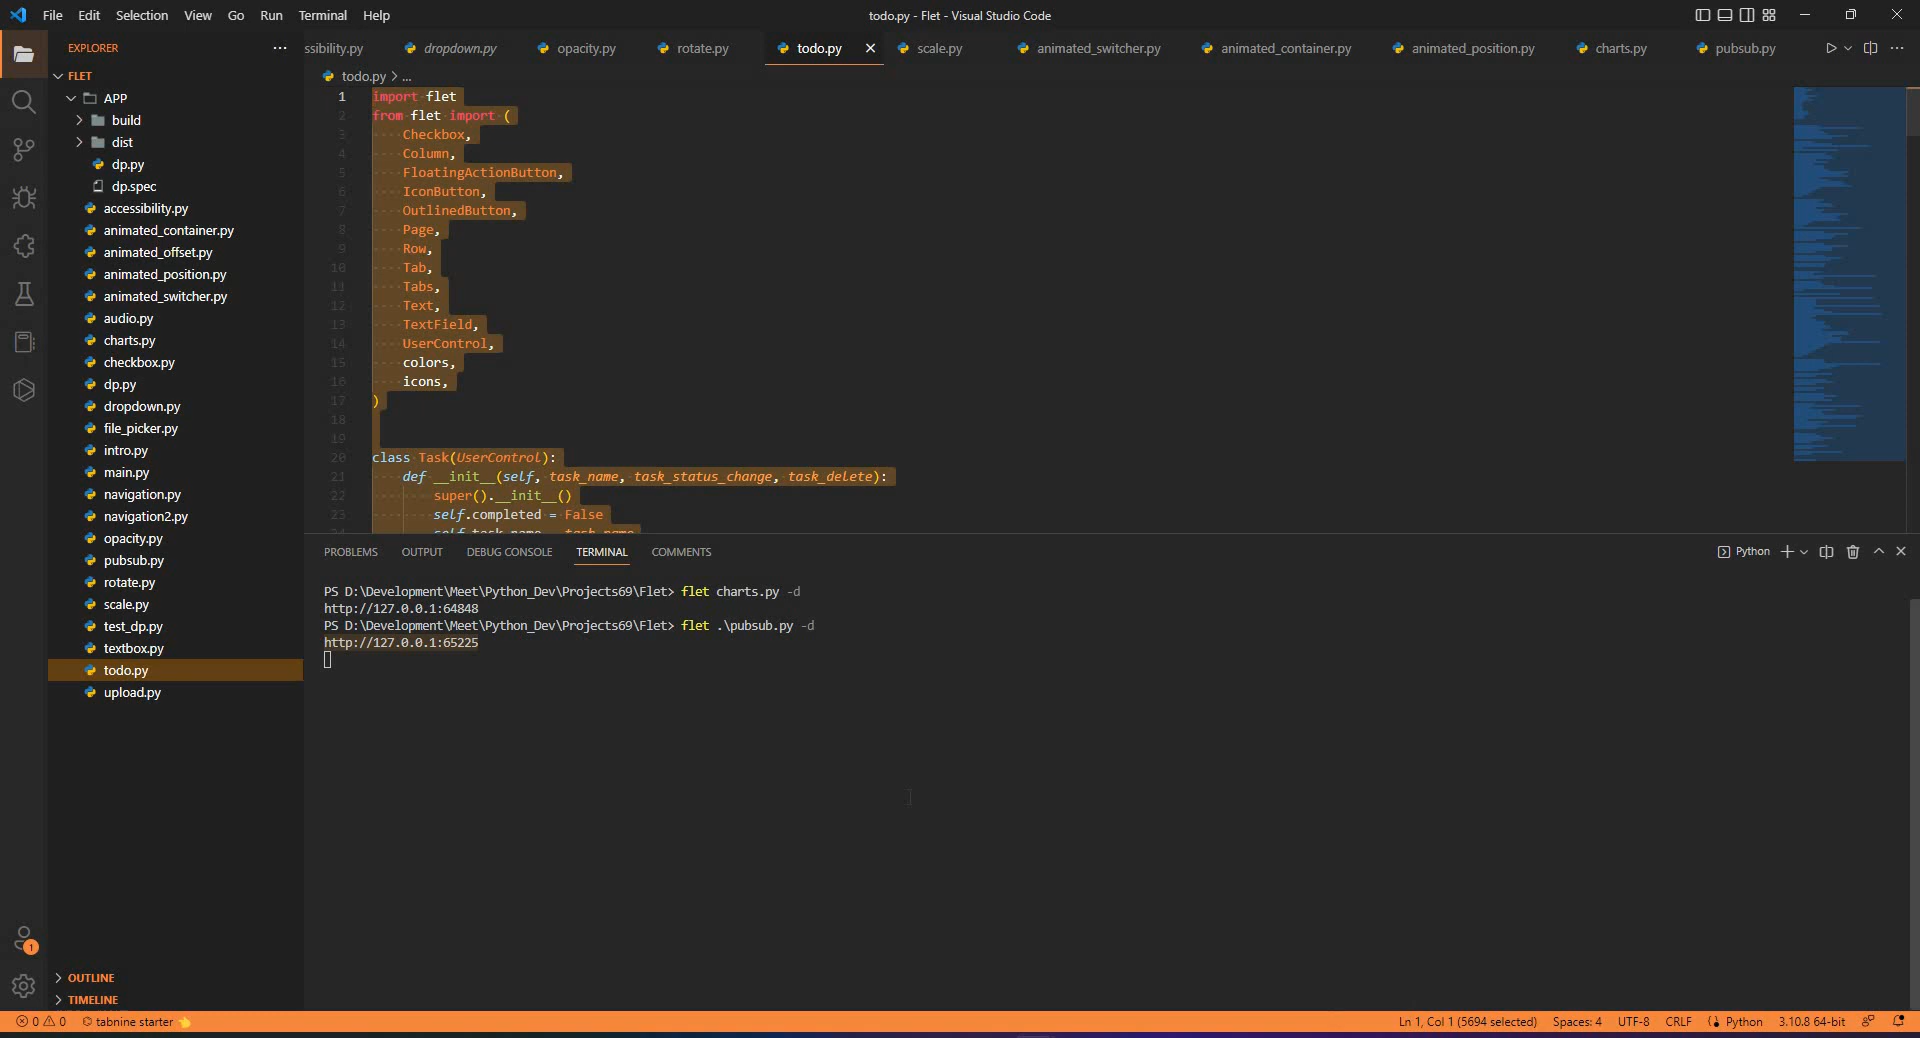 File Edit Selection View Go Run Terminal Help
todo.py - Flet - Visual Studio Code
EXPLORER
ssibility.py dropdown.py opacity.py rotate.py todo.py scale.py animated_switcher.py animated_container.py animated_position.py charts.py pubsub.py
FLET
APP
build
dist
dp.py
dp.spec
accessibility.py
animated_container.py
animated_offset.py
animated_position.py
animated_switcher.py
audio.py
charts.py
checkbox.py
dp.py
dropdown.py
file_picker.py
intro.py
main.py
navigation.py
navigation2.py
opacity.py
pubsub.py
rotate.py
scale.py
test_dp.py
textbox.py
todo.py
upload.py
OUTLINE
TIMELINE
todo.py > ...
1 import flet
2 from flet import (
3 Checkbox,
4 Column,
5 FloatingActionButton,
6 IconButton,
7 OutlinedButton,
8 Page,
9 Row,
10 Tab,
11 Tabs,
12 Text,
13 TextField,
14 UserControl,
15 colors,
16 icons,
17 )
18
19
20 class Task(UserControl):
21 def __init__(self, task_name, task_status_change, task_delete):
22 super().__init__()
23 self.completed = False
24 self.task_name = task_name
PROBLEMS OUTPUT DEBUG CONSOLE TERMINAL COMMENTS
Python
PS D:\Development\Meet\Python_Dev\Projects69\Flet> flet charts.py -d
http://127.0.0.1:64848
PS D:\Development\Meet\Python_Dev\Projects69\Flet> flet .\pubsub.py -d
http://127.0.0.1:65225
1
0 0 tabnine starter
Ln 1, Col 1 (5694 selected) Spaces: 4 UTF-8 CRLF Python 3.10.8 64-bit